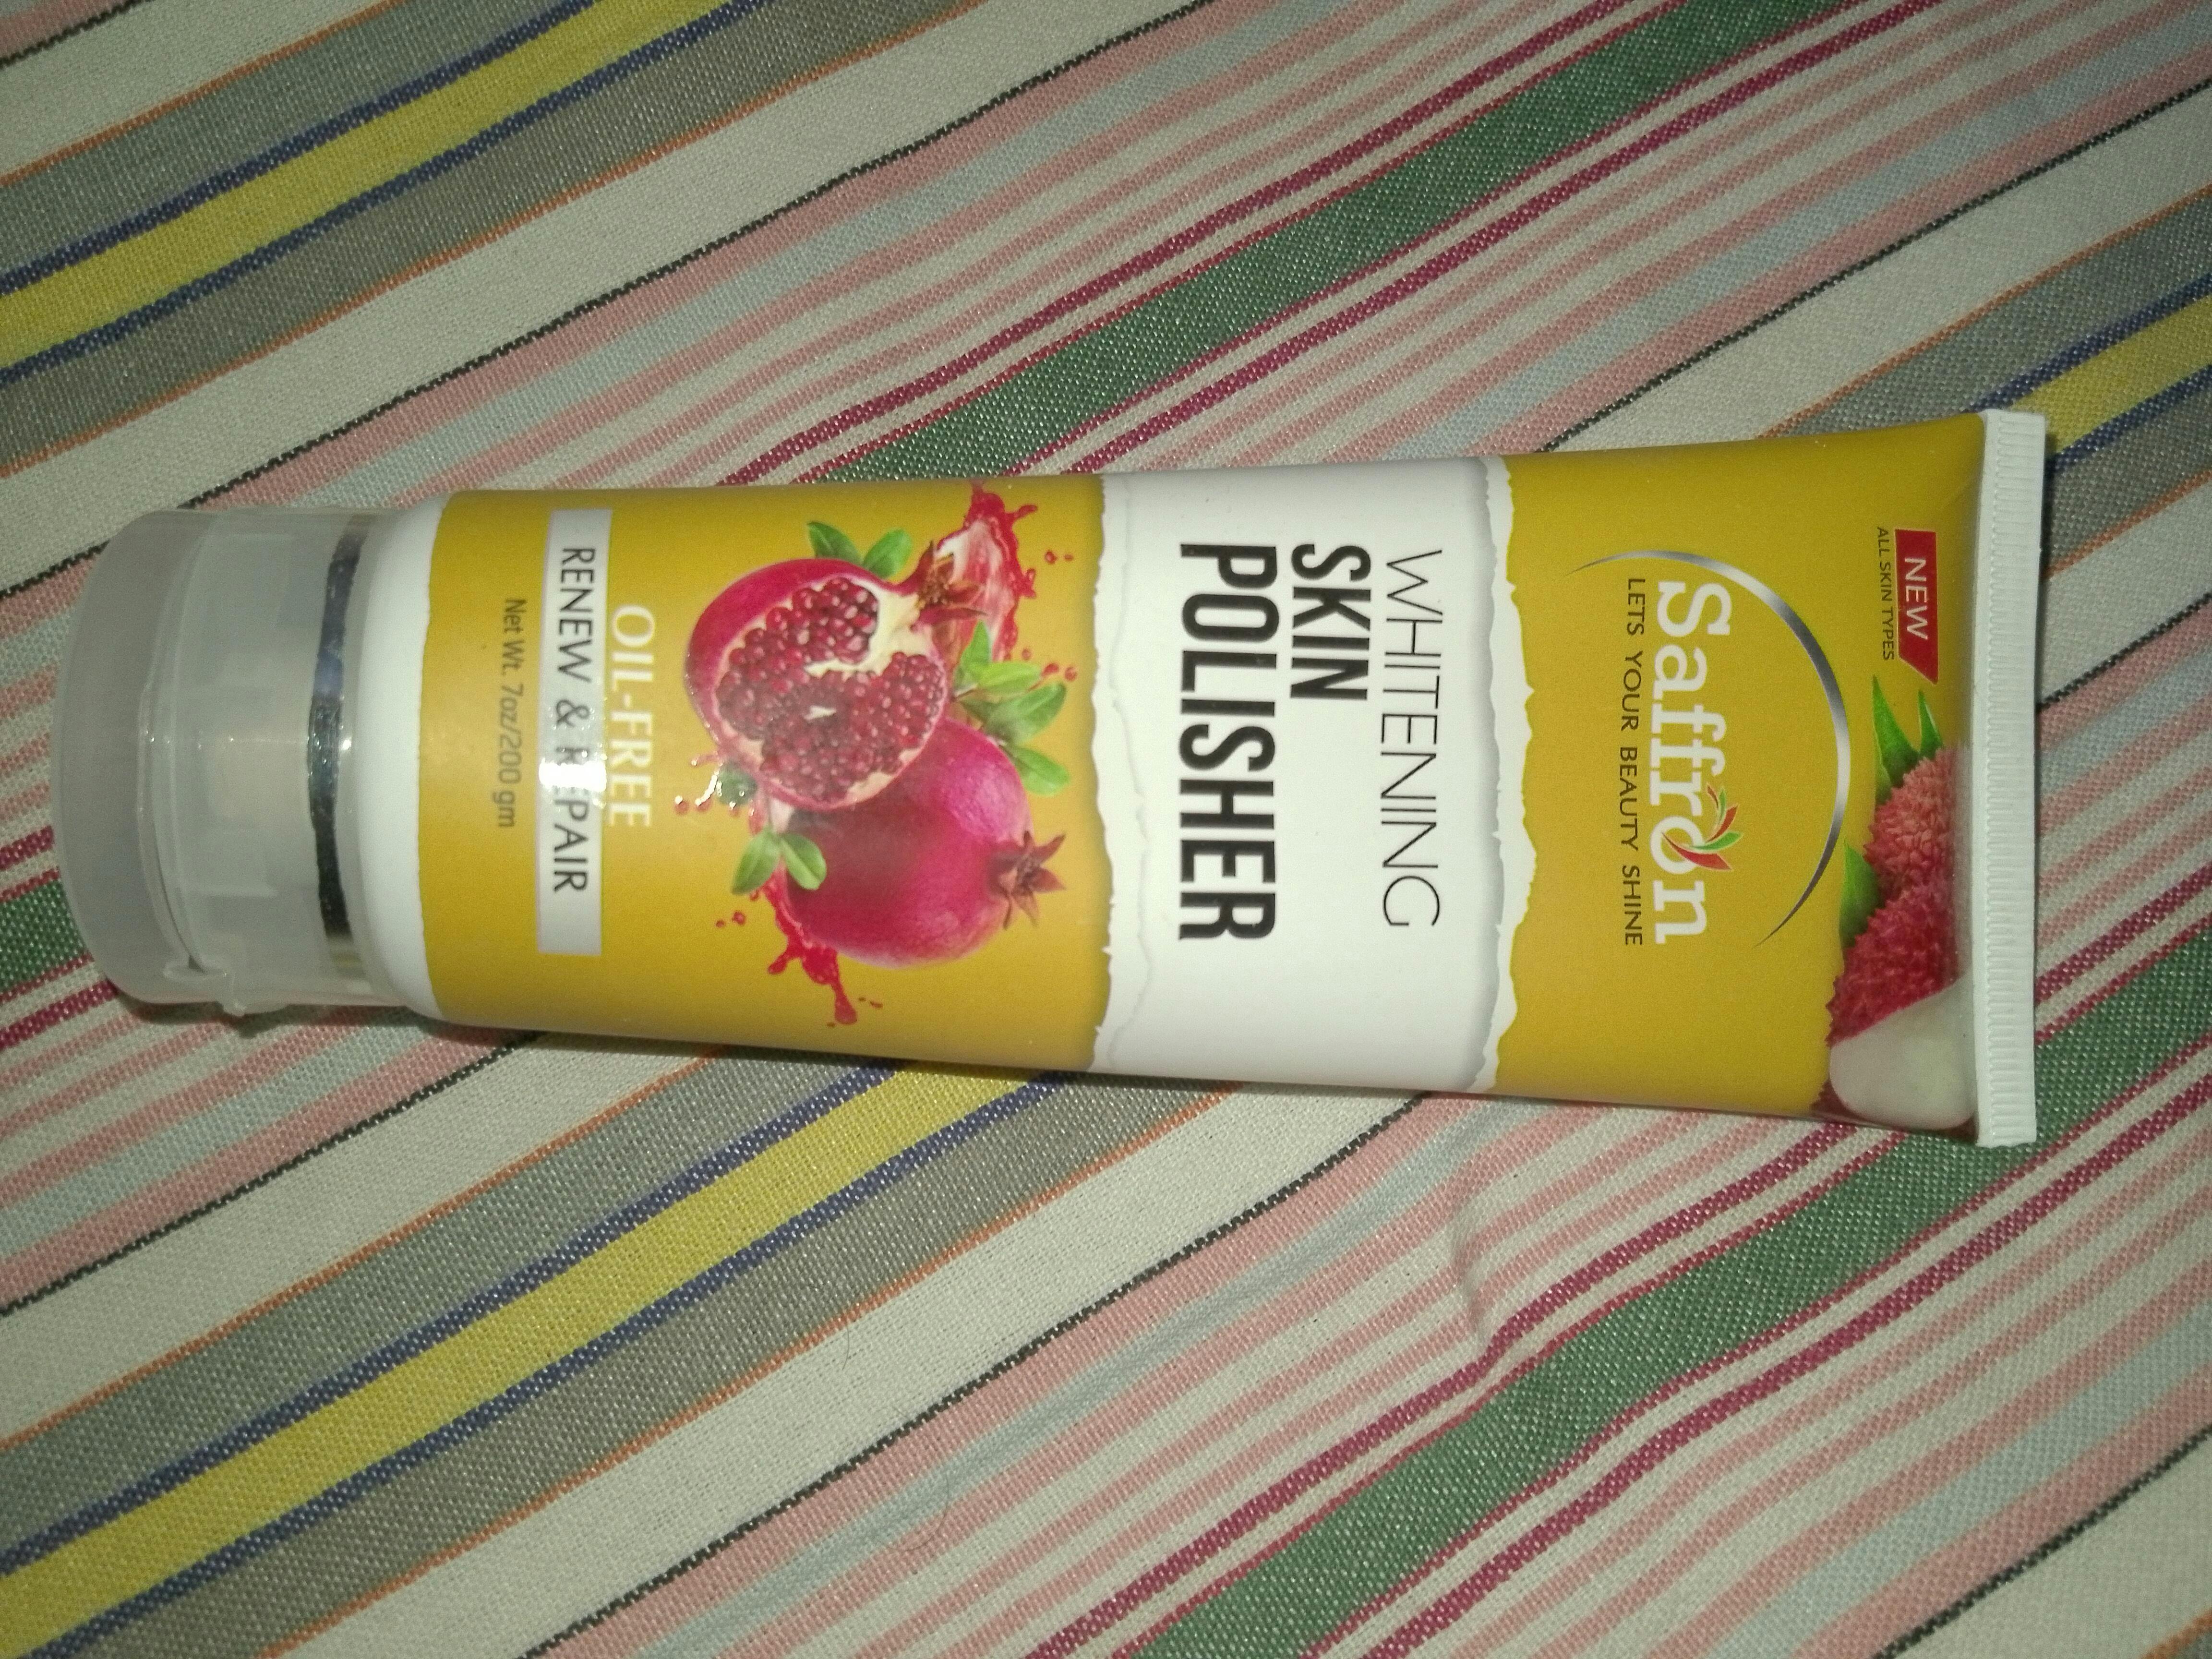 NEW
ALL SKIN TYPES
Saffron
LETS YOUR BEAUTY SHINE
WHITENING
SKIN
POLISHER
OIL-FREE
RENEW & REPAIR
Net Wt. 7oz/200 gm